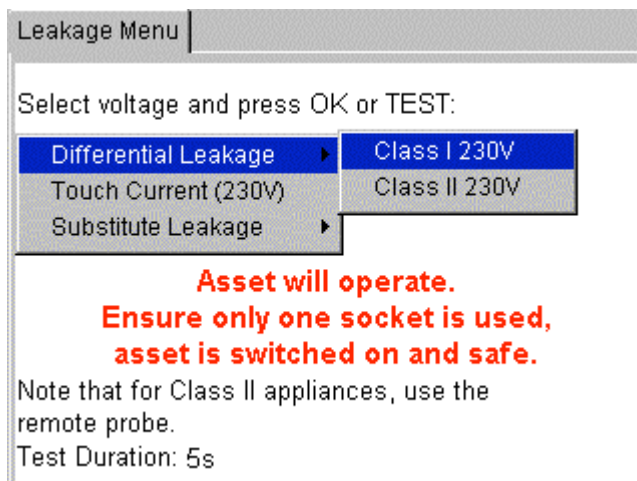 Leakage Menu
Select voltage and press OK or TEST:
Differential Leakage
Class I 230V
Touch Current (230V)
Class II 230V
Substitute Leakage
Asset will operate.
Ensure only one socket is used,
asset is switched on and safe.
Note that for Class II appliances, use the
remote probe.
Test Duration: 5s